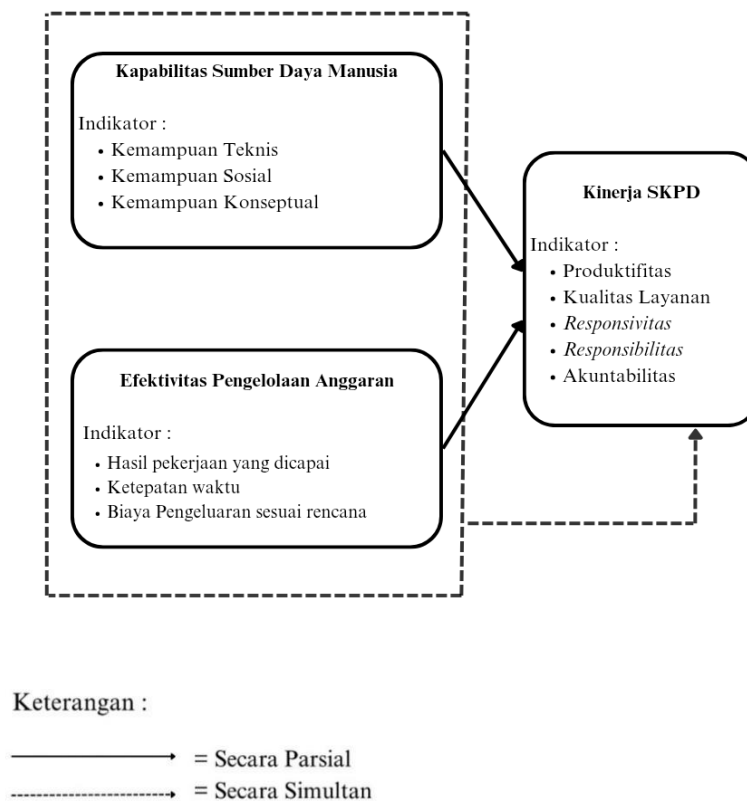 Kapabilitas Sumber Daya Manusia
Indikator :
• Kemampuan Teknis
• Kemampuan Sosial
• Kemampuan Konseptual
Efektivitas Pengelolaan Anggaran
Indikator :
• Hasil pekerjaan yang dicapai
• Ketepatan waktu
• Biaya Pengeluaran sesuai rencana
Kinerja SKPD
Indikator :
• Produktifitas
• Kualitas Layanan
• Responsivitas
• Responsibilitas
• Akuntabilitas
Keterangan :
= Secara Parsial
= Secara Simultan